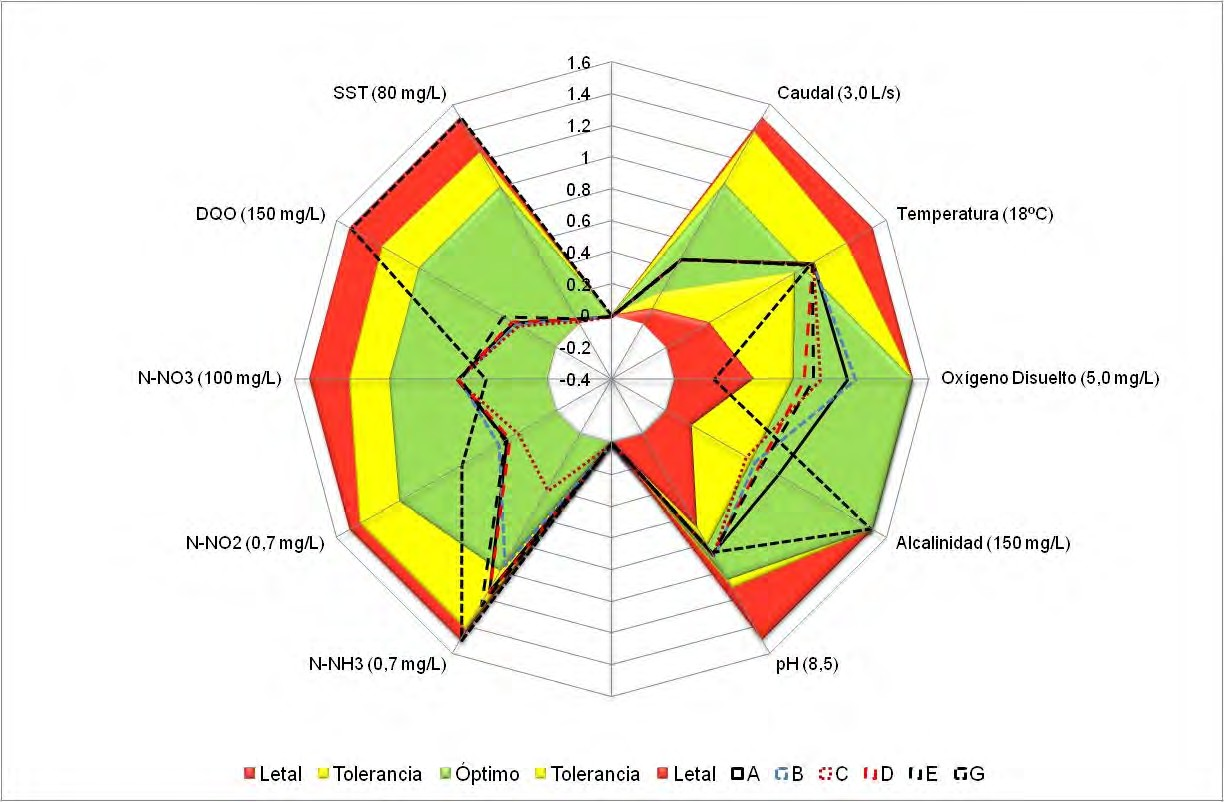 1.6
SST (80 mg/L)
1.4
Caudal (3,0 L/s)
1.2
1
0.8
DQO (150 mg/L)
Temperatura (18ºC)
0.6
0.4
0.2
0
-0.2
N-NO3 (100 mg/L)
-0.4
Oxígeno Disuelto (5,0 mg/L)
N-NO2 (0,7 mg/L)
Alcalinidad (150 mg/L)
N-NH3 (0,7 mg/L)
pH (8,5)
Letal Tolerancia Óptimo Tolerancia Letal A B C D E G